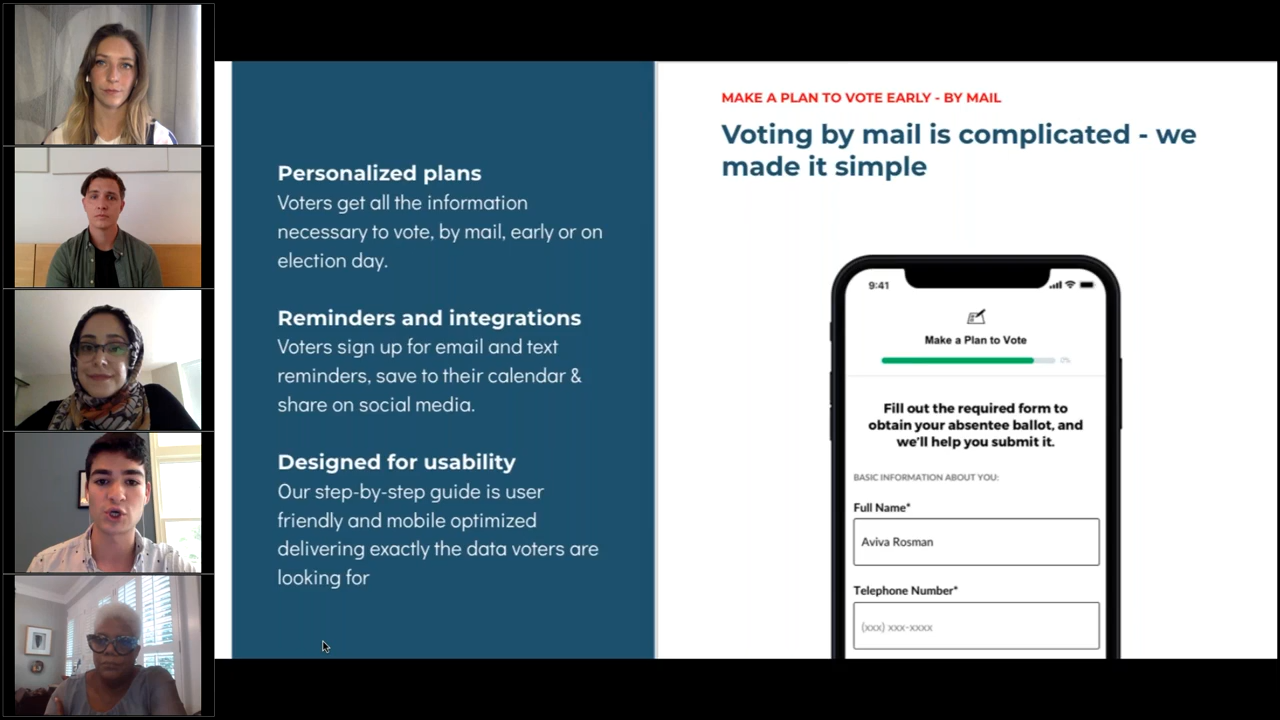 Personalized plans
Voters get all the information
necessary to vote, by mail, early or on
election day.
Reminders and integrations
Voters sign up for email and text
reminders, save to their calendar &
share on social media.
Designed for usability
Our step-by-step guide is user
friendly and mobile optimized
delivering exactly the data voters are
looking for
MAKE A PLAN TO VOTE EARLY - BY MAIL
Voting by mail is complicated - we
made it simple
9:41
Make a Plan to Vote
Fill out the required form to
obtain your absentee ballot, and
we'll help you submit it.
BASIC INFORMATION ABOUT YOU:
Full Name*
Aviva Rosman
Telephone Number*
(xxx) xxx-xxxx